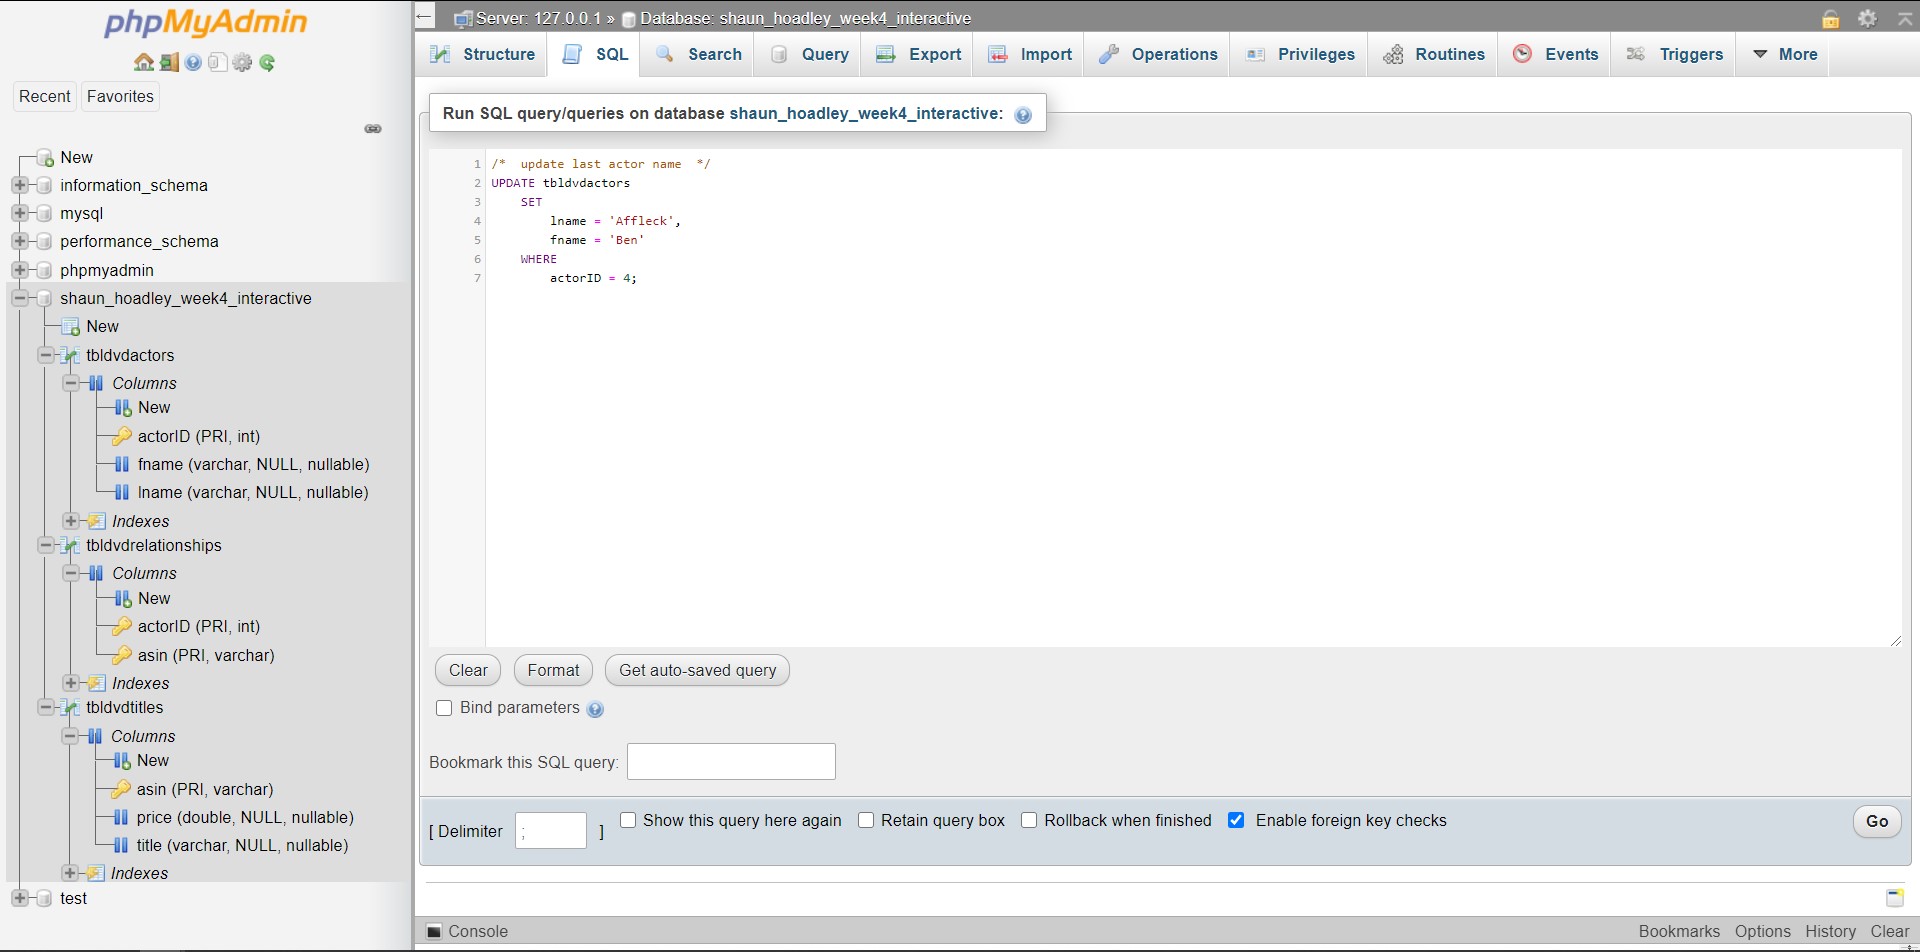 phpMyAdmin
Recent Favorites
New
information_schema
mysql
performance_schema
phpmyadmin
shaun_hoadley_week4_interactive
New
tbldvdactors
Columns
New
actorID (PRI, int)
fname (varchar, NULL, nullable)
lname (varchar, NULL, nullable)
Indexes
tbldvdrelationships
Columns
New
actorID (PRI, int)
asin (PRI, varchar)
Indexes
tbldvdtitles
Columns
New
asin (PRI, varchar)
price (double, NULL, nullable)
title (varchar, NULL, nullable)
Indexes
test
Server: 127.0.0.1 » Database: shaun_hoadley_week4_interactive
Structure SQL Search Query Export Import Operations Privileges Routines Events Triggers More
Run SQL query/queries on database shaun_hoadley_week4_interactive:
1 /*  update last actor name  */
2 UPDATE tbldvdactors
3     SET
4         lname = 'Affleck',
5         fname = 'Ben'
6     WHERE
7         actorID = 4;
Clear Format Get auto-saved query
Bind parameters
Bookmark this SQL query:
[ Delimiter ; ] Show this query here again Retain query box Rollback when finished Enable foreign key checks Go
Console Bookmarks Options History Clear